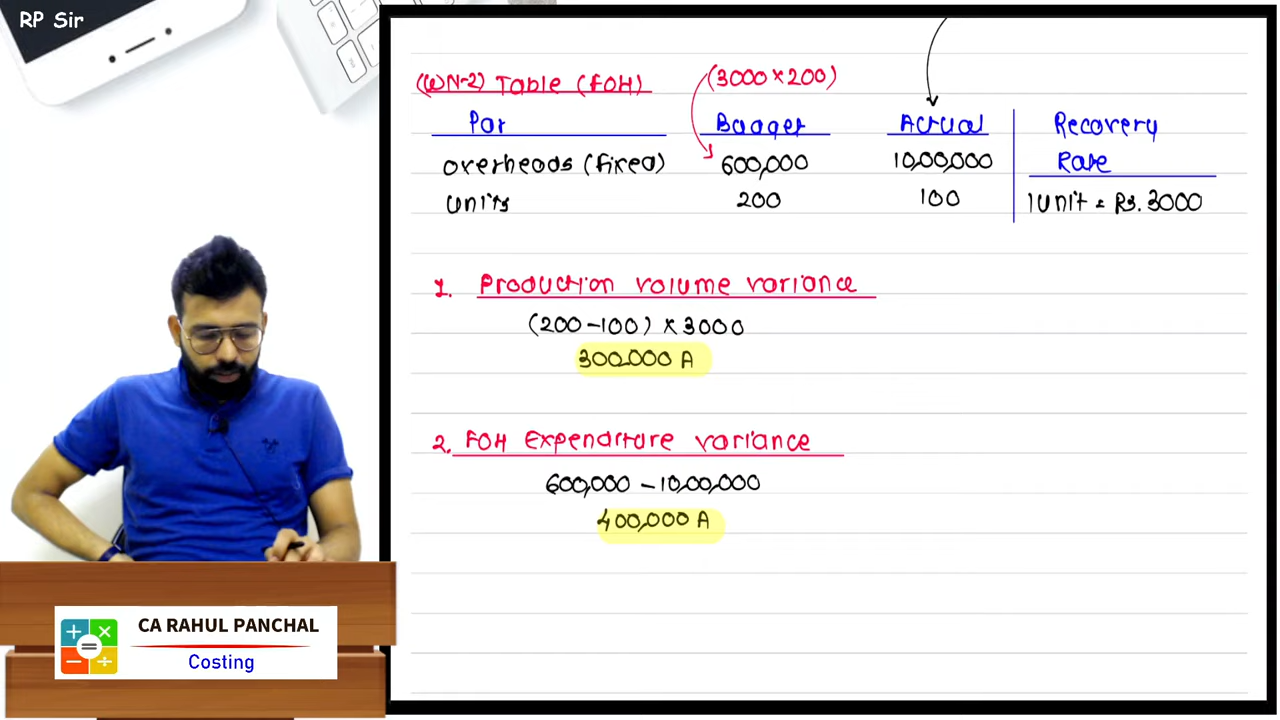 RP Sir
(WN-2) Table (FOH)
(3000 × 200)
Par Budget Actual Recovery Rate
overheads (fixed) 600,000 10,00,000
units 200 100 1 Unit = Rs. 3000
1. Production volume variance
(200 - 100) × 3000
300,000 A
2. FOH Expenditure variance
600,000 - 10,00,000
400,000 A
CA RAHUL PANCHAL
Costing